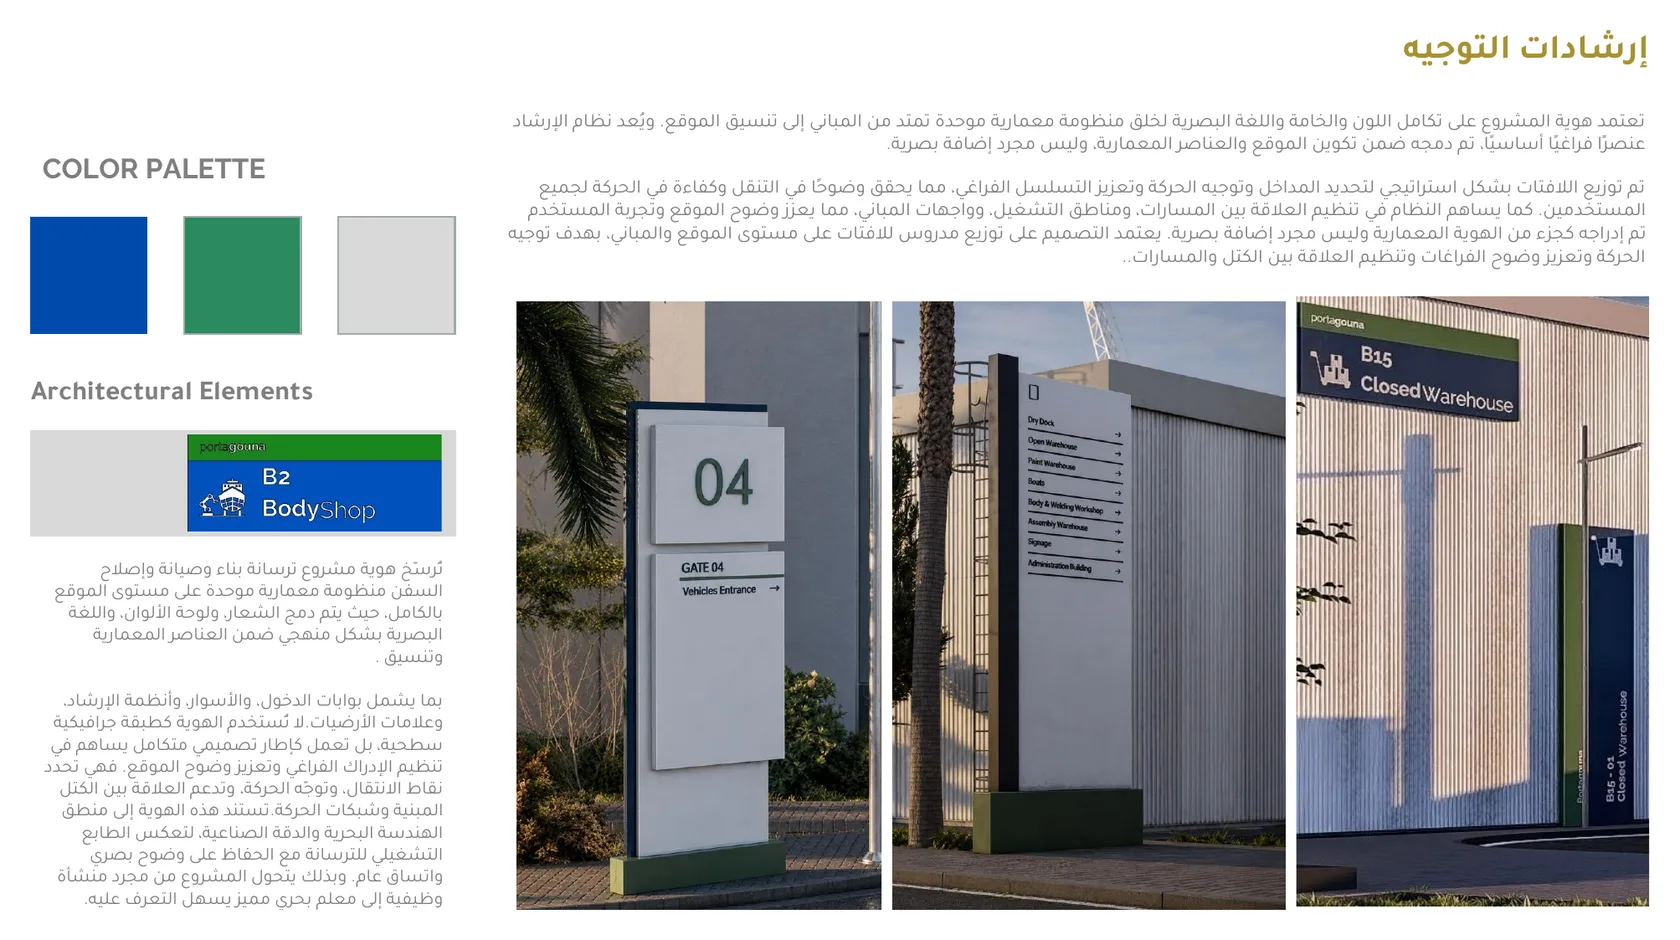 إرشادات التوجيه
تعتمد هوية المشروع على تكامل اللون والخامة واللغة البصرية لخلق منظومة معمارية موحدة تمتد من المباني إلى تنسيق الموقع. ويُعد نظام الإرشاد
عنصرًا فراغيًا أساسيًا، تم دمجه ضمن تكوين الموقع والعناصر المعمارية، وليس مجرد إضافة بصرية.
تم توزيع اللافتات بشكل استراتيجي لتحديد المداخل وتوجيه الحركة وتعزيز التسلسل الفراغي، مما يحقق وضوحًا في التنقل وكفاءة في الحركة لجميع
المستخدمين. كما يساهم النظام في تنظيم العلاقة بين المسارات، ومناطق التشغيل، وواجهات المباني، مما يعزز وضوح الموقع وتجربة المستخدم
تم إدراجه كجزء من الهوية المعمارية وليس مجرد إضافة بصرية. يعتمد التصميم على توزيع مدروس للافتات على مستوى الموقع والمباني، بهدف توجيه
الحركة وتعزيز وضوح الفراغات وتنظيم العلاقة بين الكتل والمسارات..
COLOR PALETTE
Architectural Elements
portagouna
B2
BodyShop
تُرسّخ هوية مشروع ترسانة بناء وصيانة وإصلاح
السفن منظومة معمارية موحدة على مستوى الموقع
بالكامل، حيث يتم دمج الشعار، ولوحة الألوان، واللغة
البصرية بشكل منهجي ضمن العناصر المعمارية
وتنسيق .
بما يشمل بوابات الدخول، والأسوار، وأنظمة الإرشاد،
وعلامات الأرضيات.لا تُستخدم الهوية كطبقة جرافيكية
سطحية، بل تعمل كإطار تصميمي متكامل يساهم في
تنظيم الإدراك الفراغي وتعزيز وضوح الموقع. فهي تحدد
نقاط الانتقال، وتوجّه الحركة، وتدعم العلاقة بين الكتل
المبنية وشبكات الحركة.تستند هذه الهوية إلى منطق
الهندسة البحرية والدقة الصناعية، لتعكس الطابع
التشغيلي للترسانة مع الحفاظ على وضوح بصري
واتساق عام. وبذلك يتحول المشروع من مجرد منشأة
وظيفية إلى معلم بحري مميز يسهل التعرف عليه.
04
GATE 04
Vehicles Entrance →
Dry Dock →
Open Warehouse →
Paint Warehouse →
Boats →
Body & Welding Workshop →
Assembly Warehouse →
Signage →
Administration Building →
portagouna
B15
Closed Warehouse
Portagouna
B15 - 01
Closed Warehouse